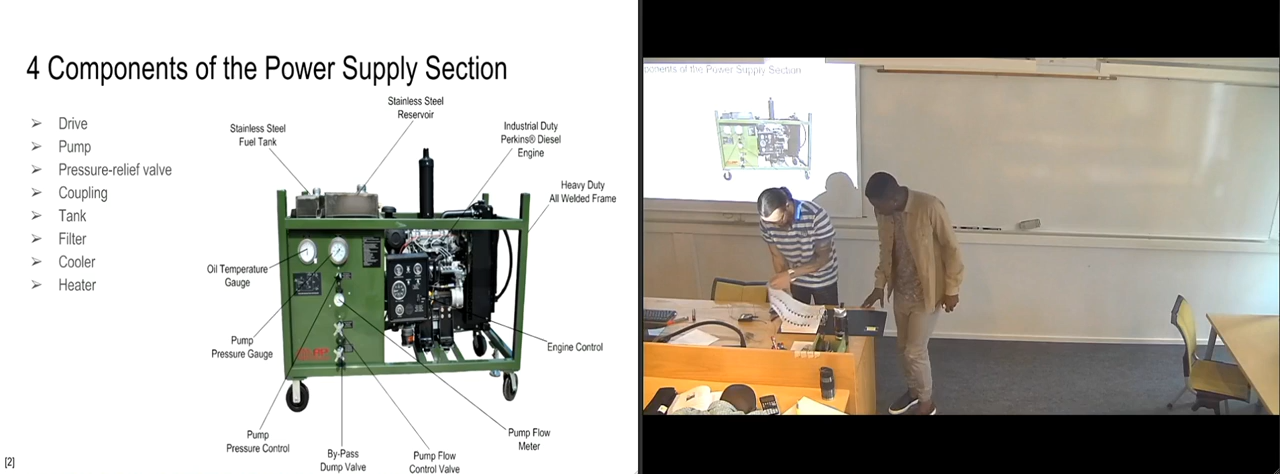 4 Components of the Power Supply Section
➢ Drive
➢ Pump
➢ Pressure-relief valve
➢ Coupling
➢ Tank
➢ Filter
➢ Cooler
➢ Heater
Stainless Steel
Reservoir
Stainless Steel
Fuel Tank
Industrial Duty
Perkins® Diesel
Engine
Heavy Duty
All Welded Frame
Oil Temperature
Gauge
Pump
Pressure Gauge
Engine Control
Pump
Pressure Control
By-Pass
Dump Valve
Pump Flow
Control Valve
Pump Flow
Meter
[2]
ponents of the Power Supply Section